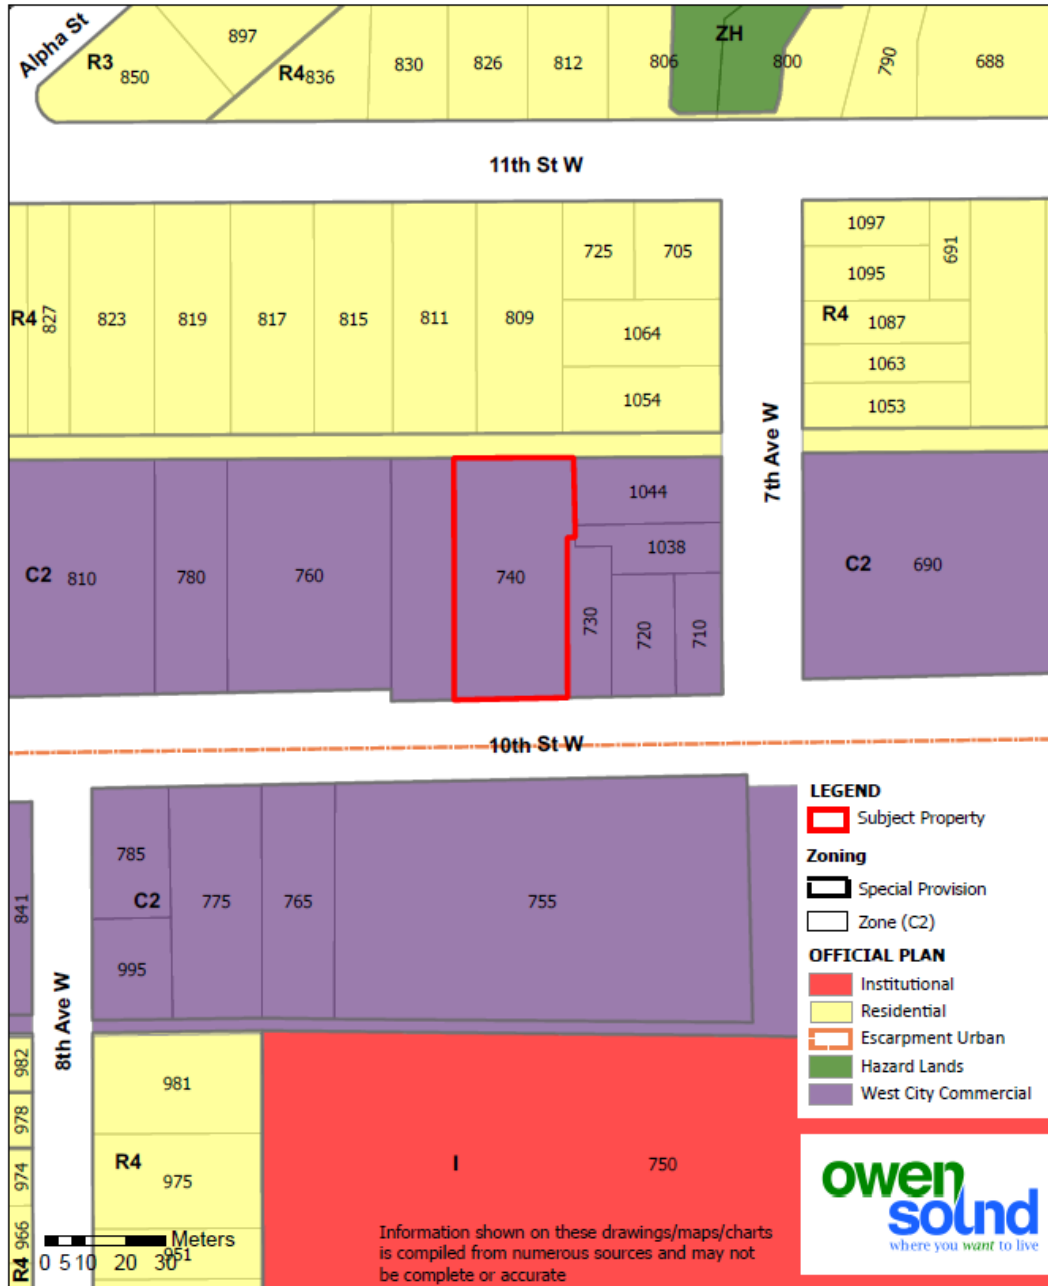 Alpha St
R3
850
897
R4
836
830
826
812
806
ZH
800
790
688
11th St W
R4
827
823
819
817
815
811
809
725
705
1064
1054
1097
691
1095
R4
1087
1063
1053
7th Ave W
C2
810
780
760
740
1044
1038
730
720
710
C2
690
10th St W
841
785
C2
775
765
755
995
8th Ave W
LEGEND
Subject Property
Zoning
Special Provision
Zone (C2)
OFFICIAL PLAN
Institutional
Residential
Escarpment Urban
Hazard Lands
West City Commercial
982
978
974
966
R4
981
R4
975
951
I
750
0 5 10 20 30
Meters
Information shown on these drawings/maps/charts
is compiled from numerous sources and may not
be complete or accurate
owen
sound
where you want to live